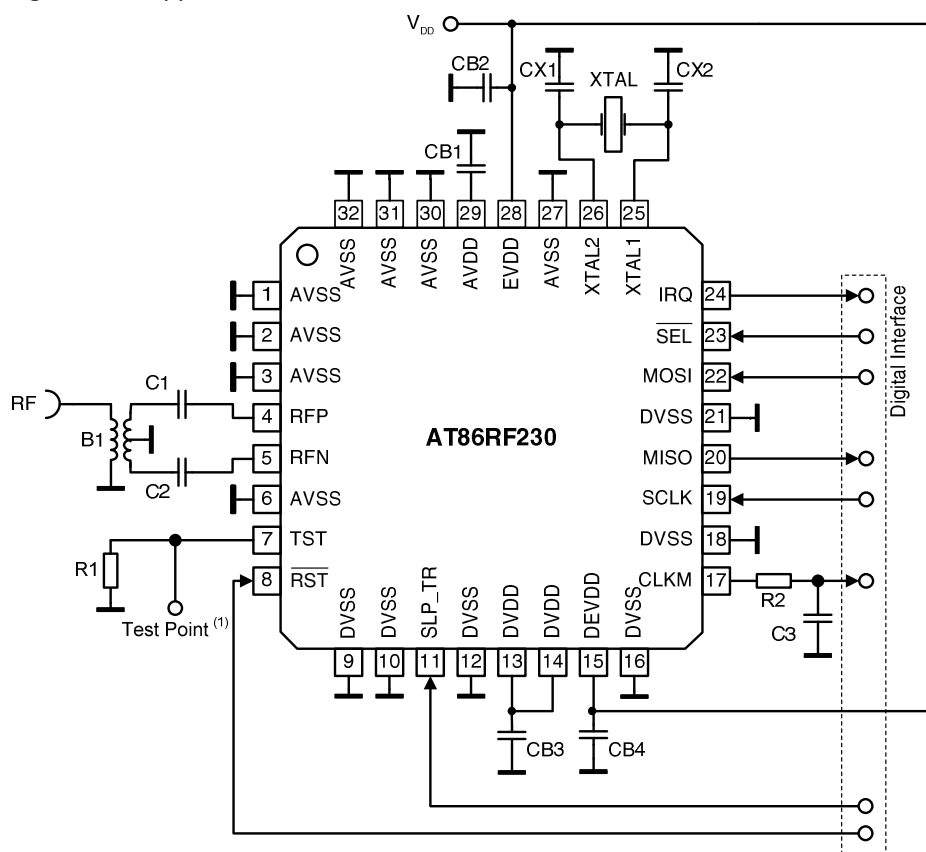 V_DD
CB2
CX1
XTAL
CX2
CB1
32 31 30 29 28 27 26 25
AVSS AVSS AVSS AVDD EVDD AVSS XTAL2 XTAL1
1 AVSS
2 AVSS
3 AVSS
4 RFP
5 RFN
6 AVSS
7 TST
8 RST
RF
B1
C1
C2
R1
Test Point (1)
AT86RF230
IRQ 24
SEL 23
MOSI 22
DVSS 21
MISO 20
SCLK 19
DVSS 18
CLKM 17
R2
C3
Digital Interface
DVSS DVSS SLP_TR DVSS DVDD DVDD DEVDD DVSS
9 10 11 12 13 14 15 16
CB3
CB4